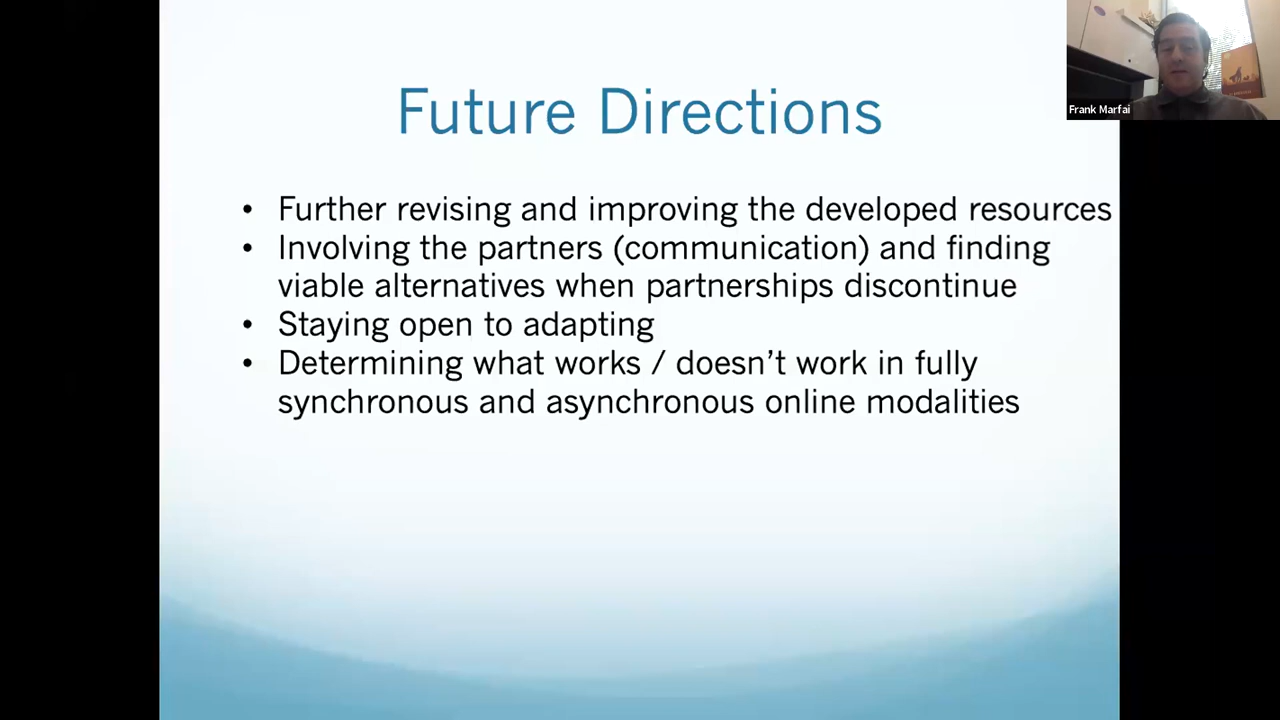 Future Directions
• Further revising and improving the developed resources
• Involving the partners (communication) and finding
viable alternatives when partnerships discontinue
• Staying open to adapting
• Determining what works / doesn’t work in fully
synchronous and asynchronous online modalities
Frank Marfai